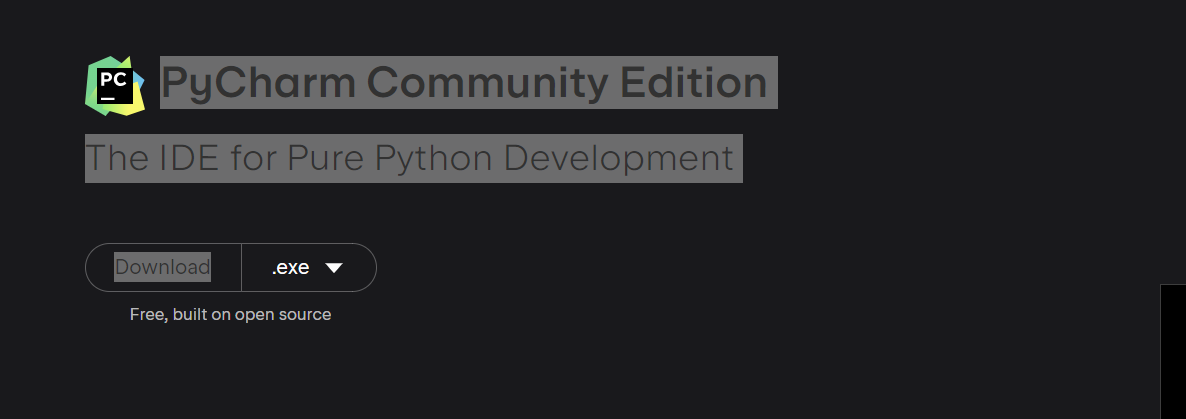 PC
PyCharm Community Edition
The IDE for Pure Python Development
Download
.exe
Free, built on open source